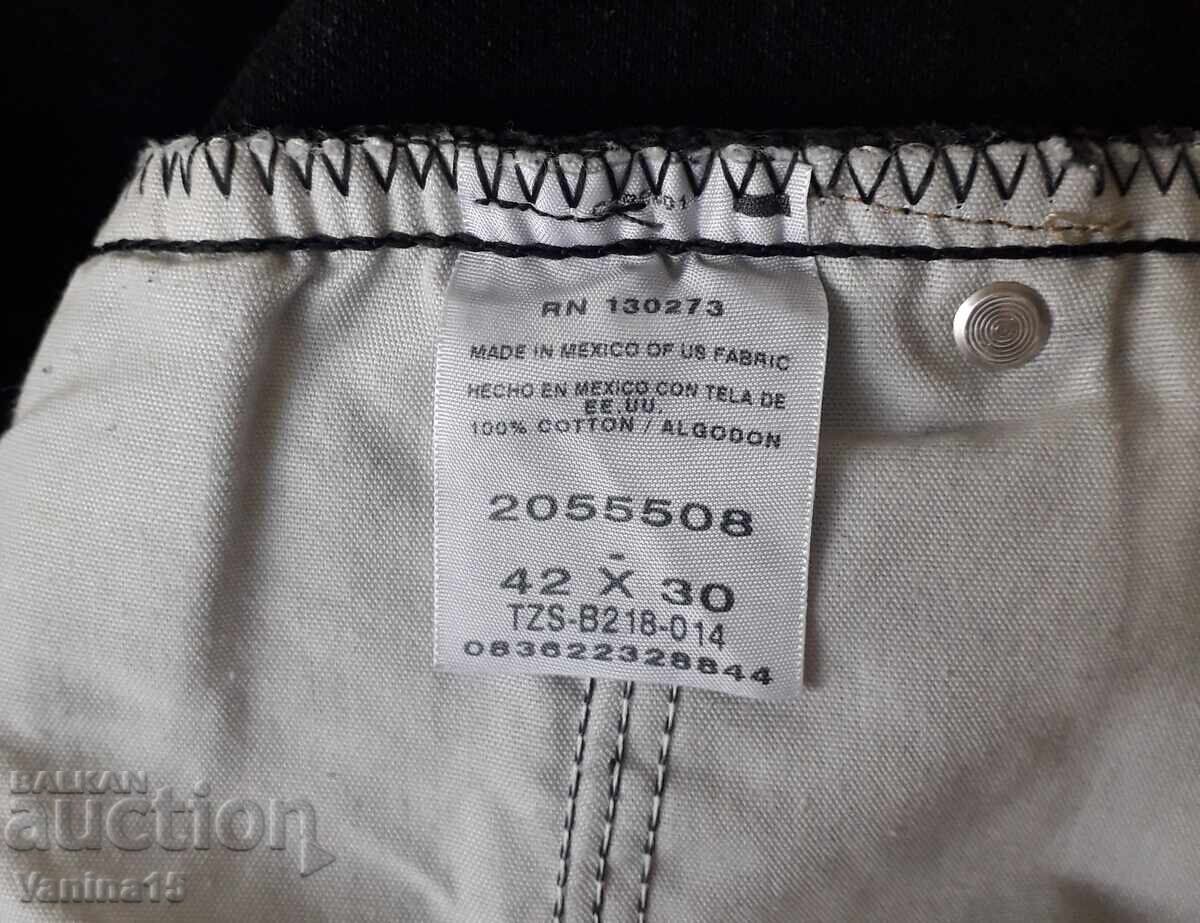 RN 130273
MADE IN MEXICO OF US FABRIC
HECHO EN MEXICO CON TELA DE
EE.UU.
100% COTTON / ALGODON
2055508
-
42 X 30
TZS-B218-014
083622328844
BALKAN
auction
Vanina15